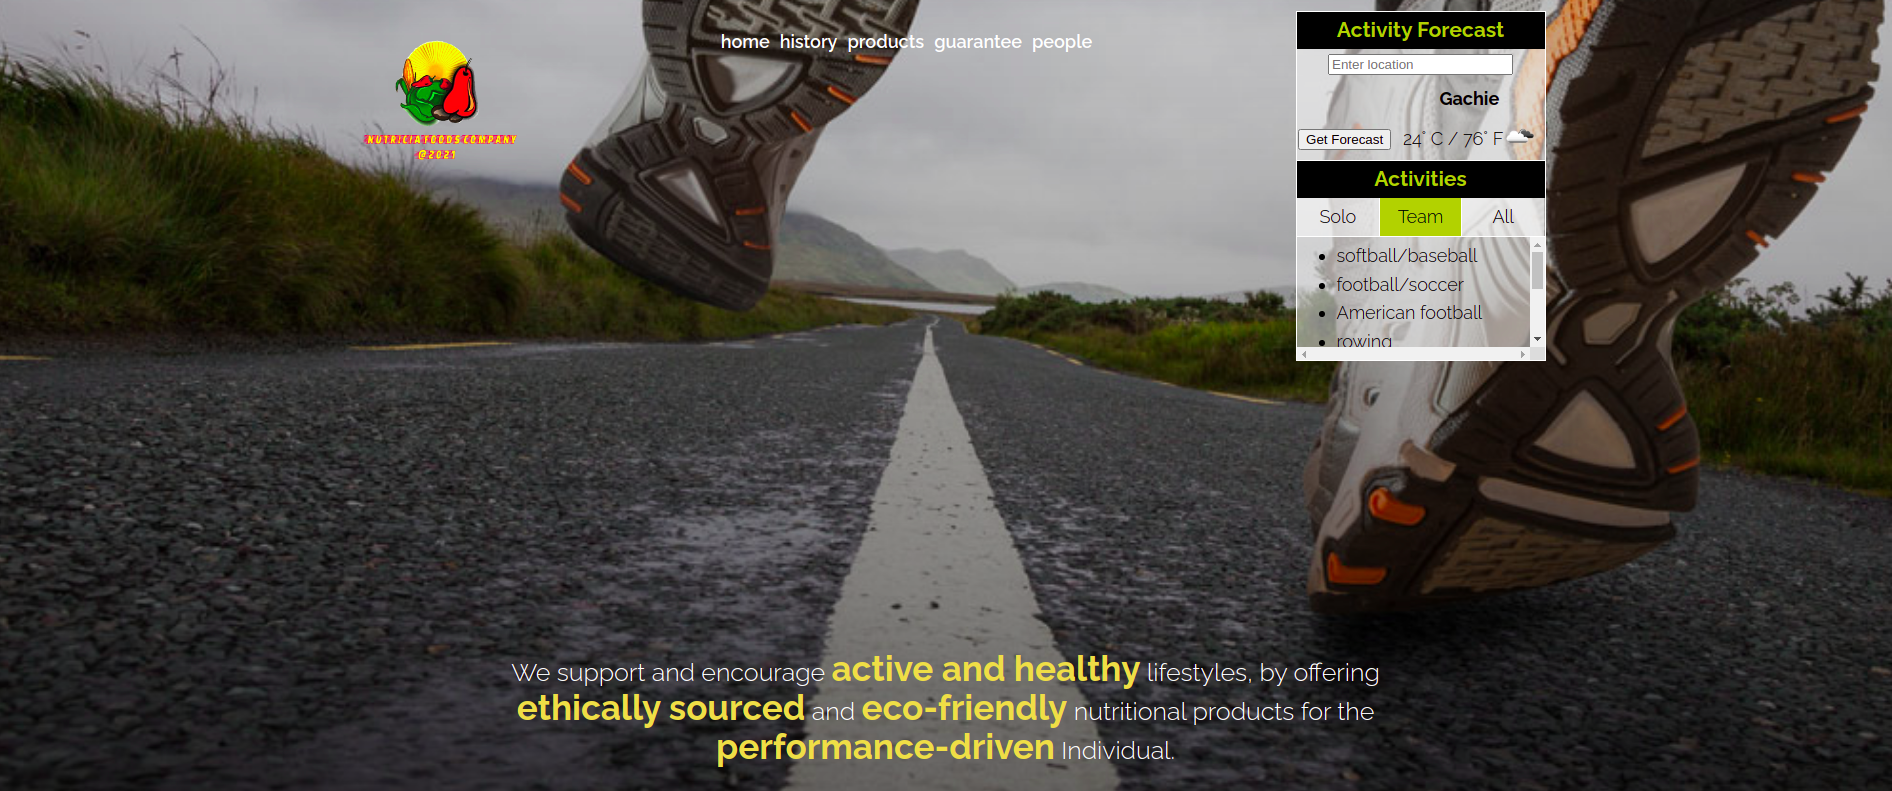 home history products guarantee people
NUTRICIA FOODS COMPANY
@2021
Activity Forecast
Enter location
Gachie
Get Forecast 24° C / 76° F
Activities
Solo Team All
softball/baseball
football/soccer
American football
rowing
We support and encourage active and healthy lifestyles, by offering
ethically sourced and eco-friendly nutritional products for the
performance-driven Individual.